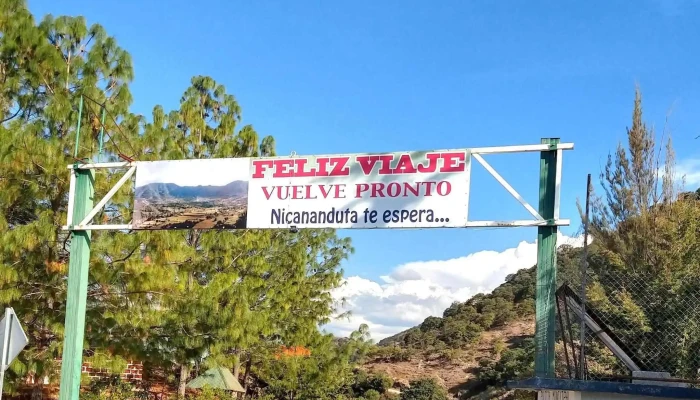 FELIZ VIAJE
VUELVE PRONTO
Nicananduta te espera...